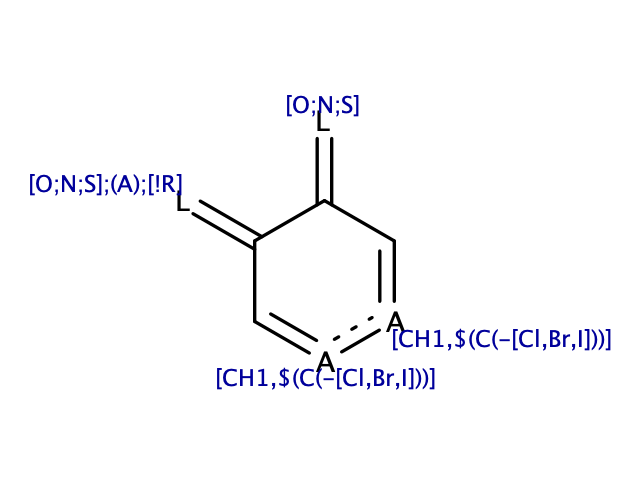 [O;N;S]
L
[O;N;S];(A);[!R]
L
A
[CH1,$(C(-[Cl,Br,I]))]
A
[CH1,$(C(-[Cl,Br,I]))]